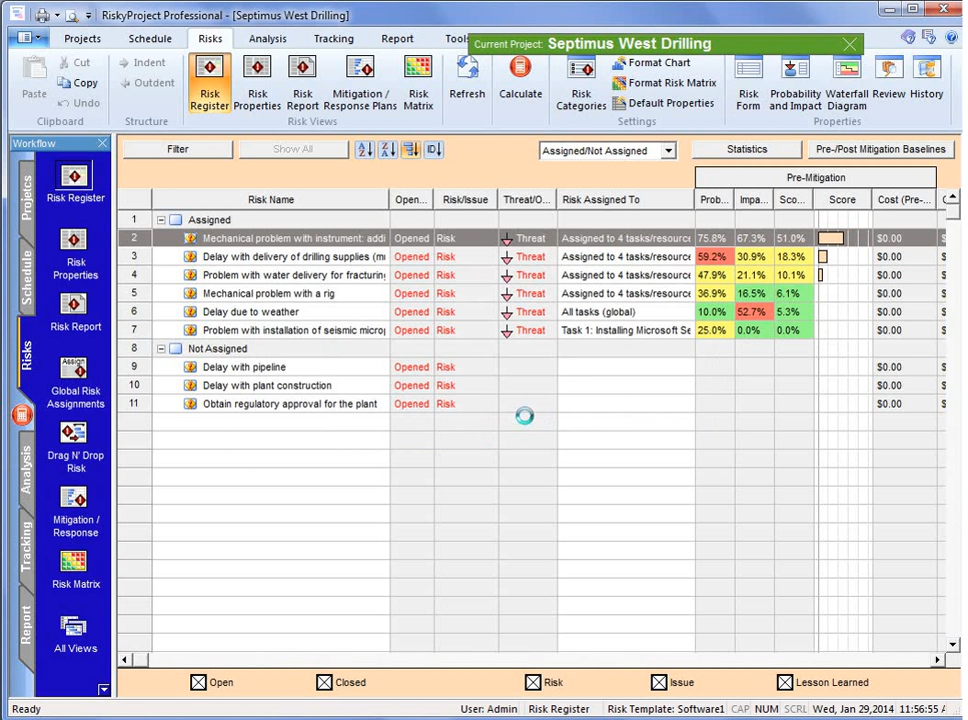 RiskyProject Professional - [Septimus West Drilling]
Projects Schedule Risks Analysis Tracking Report Tools
Current Project: Septimus West Drilling
Paste Cut Copy Undo
Clipboard
Indent Outdent
Structure
Risk Register
Risk Properties
Risk Report
Mitigation / Response Plans
Risk Matrix
Risk Views
Refresh
Calculate
Risk Categories
Format Chart
Format Risk Matrix
Default Properties
Settings
Risk Form
Probability and Impact
Waterfall Diagram
Review
History
Properties
Workflow
Projetcs
Schedule
Risks
Analysis
Tracking
Report
Risk Register
Risk Properties
Risk Report
Assign
Global Risk Assignments
Drag N' Drop Risk
Mitigation / Response
Risk Matrix
All Views
Filter Show All Assigned/Not Assigned Statistics Pre-/Post Mitigation Baselines
Pre-Mitigation
Risk Name Open... Risk/Issue Threat/O... Risk Assigned To Prob... Impa... Sco... Score Cost (Pre-...
1 Assigned
2 Mechanical problem with instrument: addi Opened Risk Threat Assigned to 4 tasks/resource 75.8% 67.3% 51.0% $0.00
3 Delay with delivery of drilling supplies (m Opened Risk Threat Assigned to 4 tasks/resource 59.2% 30.9% 18.3% $0.00
4 Problem with water delivery for fracturin Opened Risk Threat Assigned to 4 tasks/resource 47.9% 21.1% 10.1% $0.00
5 Mechanical problem with a rig Opened Risk Threat Assigned to 4 tasks/resource 36.9% 16.5% 6.1% $0.00
6 Delay due to weather Opened Risk Threat All tasks (global) 10.0% 52.7% 5.3% $0.00
7 Problem with installation of seismic microp Opened Risk Threat Task 1: Installing Microsoft Se 25.0% 0.0% 0.0% $0.00
8 Not Assigned
9 Delay with pipeline Opened Risk $0.00
10 Delay with plant construction Opened Risk $0.00
11 Obtain regulatory approval for the plant Opened Risk $0.00
Open Closed Risk Issue Lesson Learned
Ready User: Admin Risk Register Risk Template: Software1 CAP NUM SCRL Wed, Jan 29,2014 11:56:55